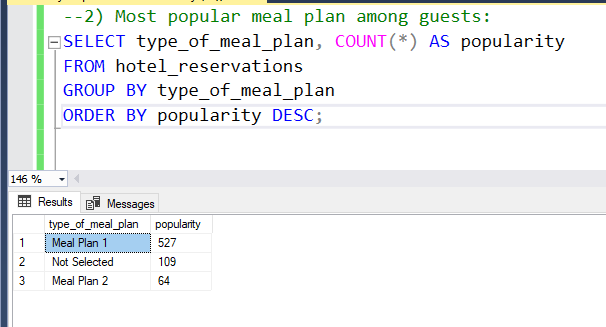 --2) Most popular meal plan among guests:
SELECT type_of_meal_plan, COUNT(*) AS popularity
FROM hotel_reservations
GROUP BY type_of_meal_plan
ORDER BY popularity DESC;
146 %
Results Messages
type_of_meal_plan popularity
1 Meal Plan 1 527
2 Not Selected 109
3 Meal Plan 2 64